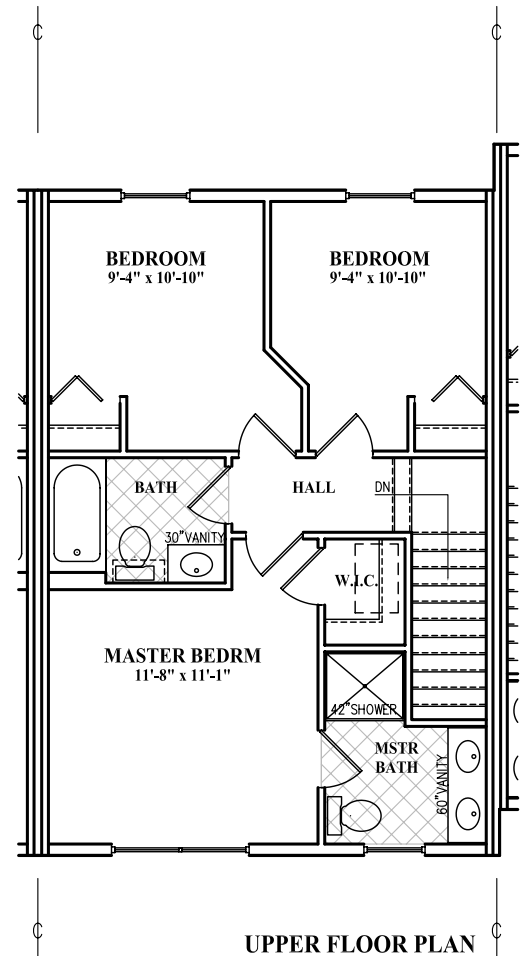 BEDROOM
9'-4" x 10'-10"
BEDROOM
9'-4" x 10'-10"
BATH
HALL
DN
30"VANITY
W.I.C.
MASTER BEDRM
11'-8" x 11'-1"
42"SHOWER
MSTR
BATH
60"VANITY
UPPER FLOOR PLAN